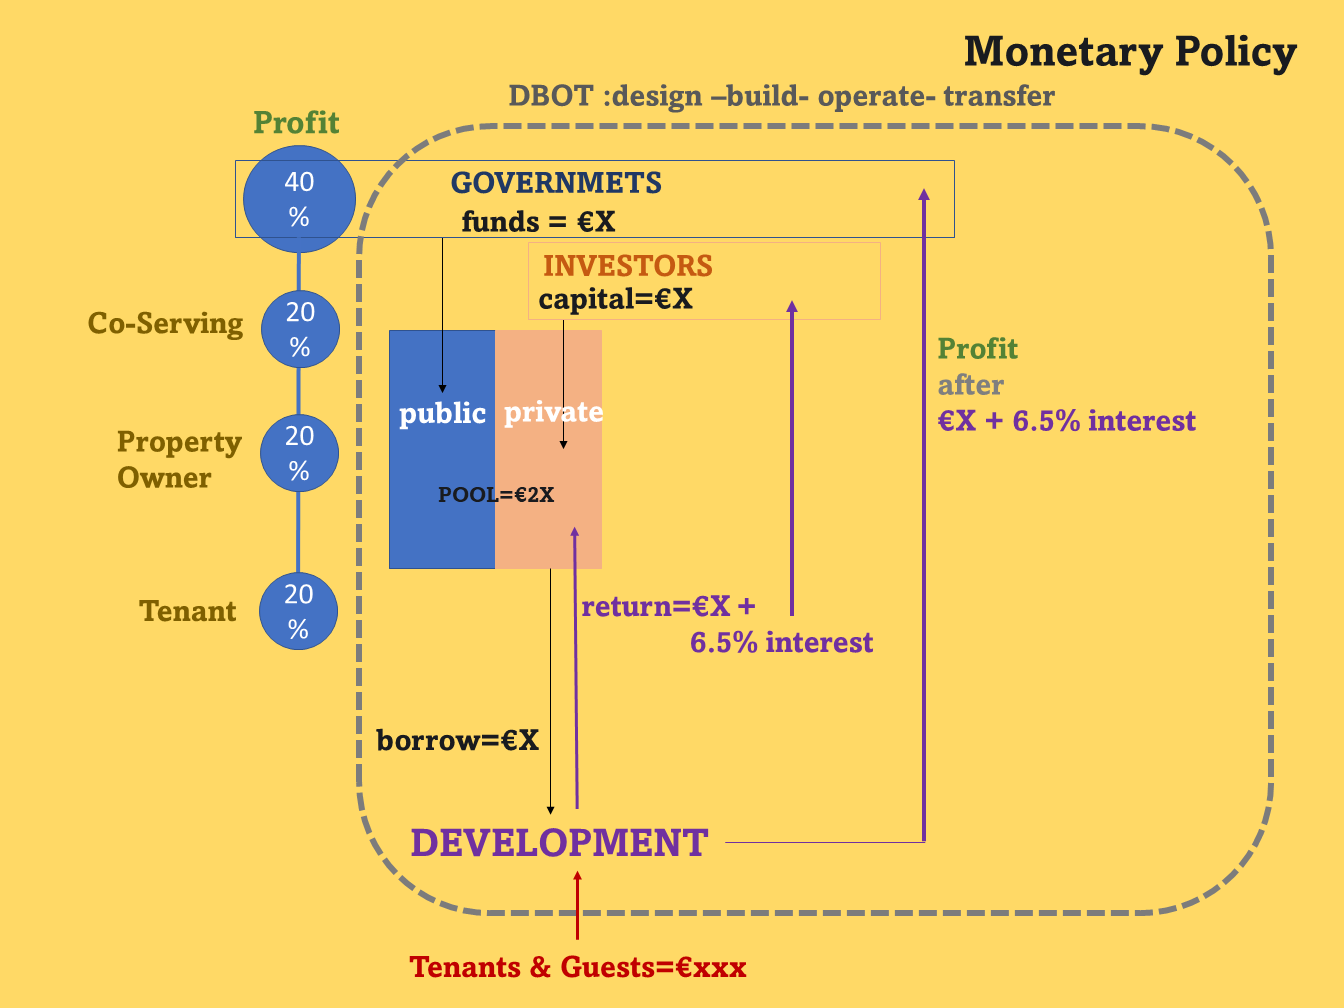 Monetary Policy
DBOT :design –build- operate- transfer
Profit
40
%
GOVERNMETS
funds = €X
INVESTORS
capital=€X
Co-Serving
20
%
Profit
after
€X + 6.5% interest
public
private
Property
Owner
20
%
POOL=€2X
Tenant
20
%
return=€X +
6.5% interest
borrow=€X
DEVELOPMENT
Tenants & Guests=€xxx